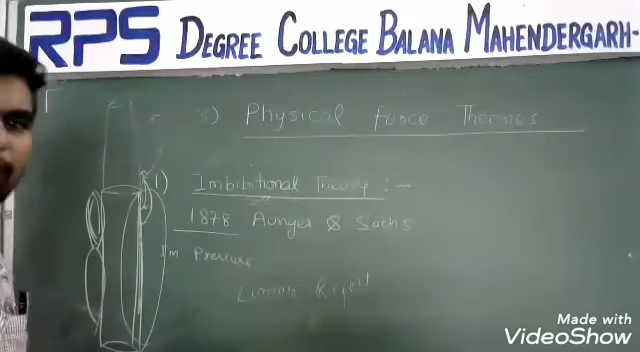 RPS DEGREE COLLEGE BALANA MAHENDERGARH-
3) Physical force Thermes
1) Imbibitional Theory :-
1878 Aunger & Sachs
Im Pressure
Made with
VideoShow